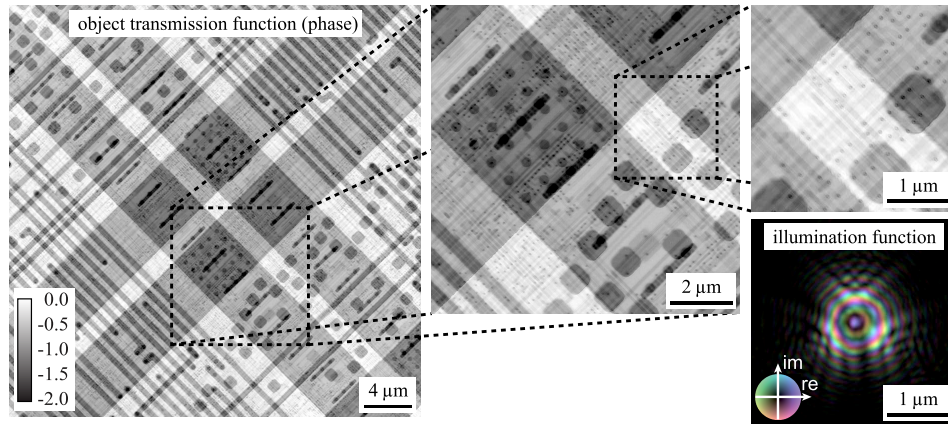 object transmission function (phase)
0.0
-0.5
-1.0
-1.5
-2.0
4 µm
2 µm
1 µm
illumination function
im
re
1 µm